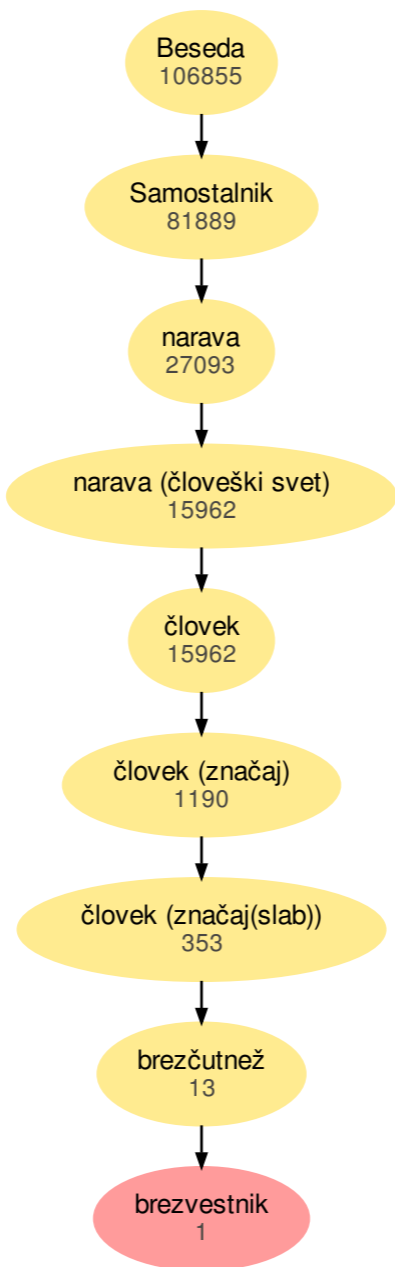 Beseda
106855
Samostalnik
81889
narava
27093
narava (človeški svet)
15962
človek
15962
človek (značaj)
1190
človek (značaj(slab))
353
brezčutnež
13
brezvestnik
1